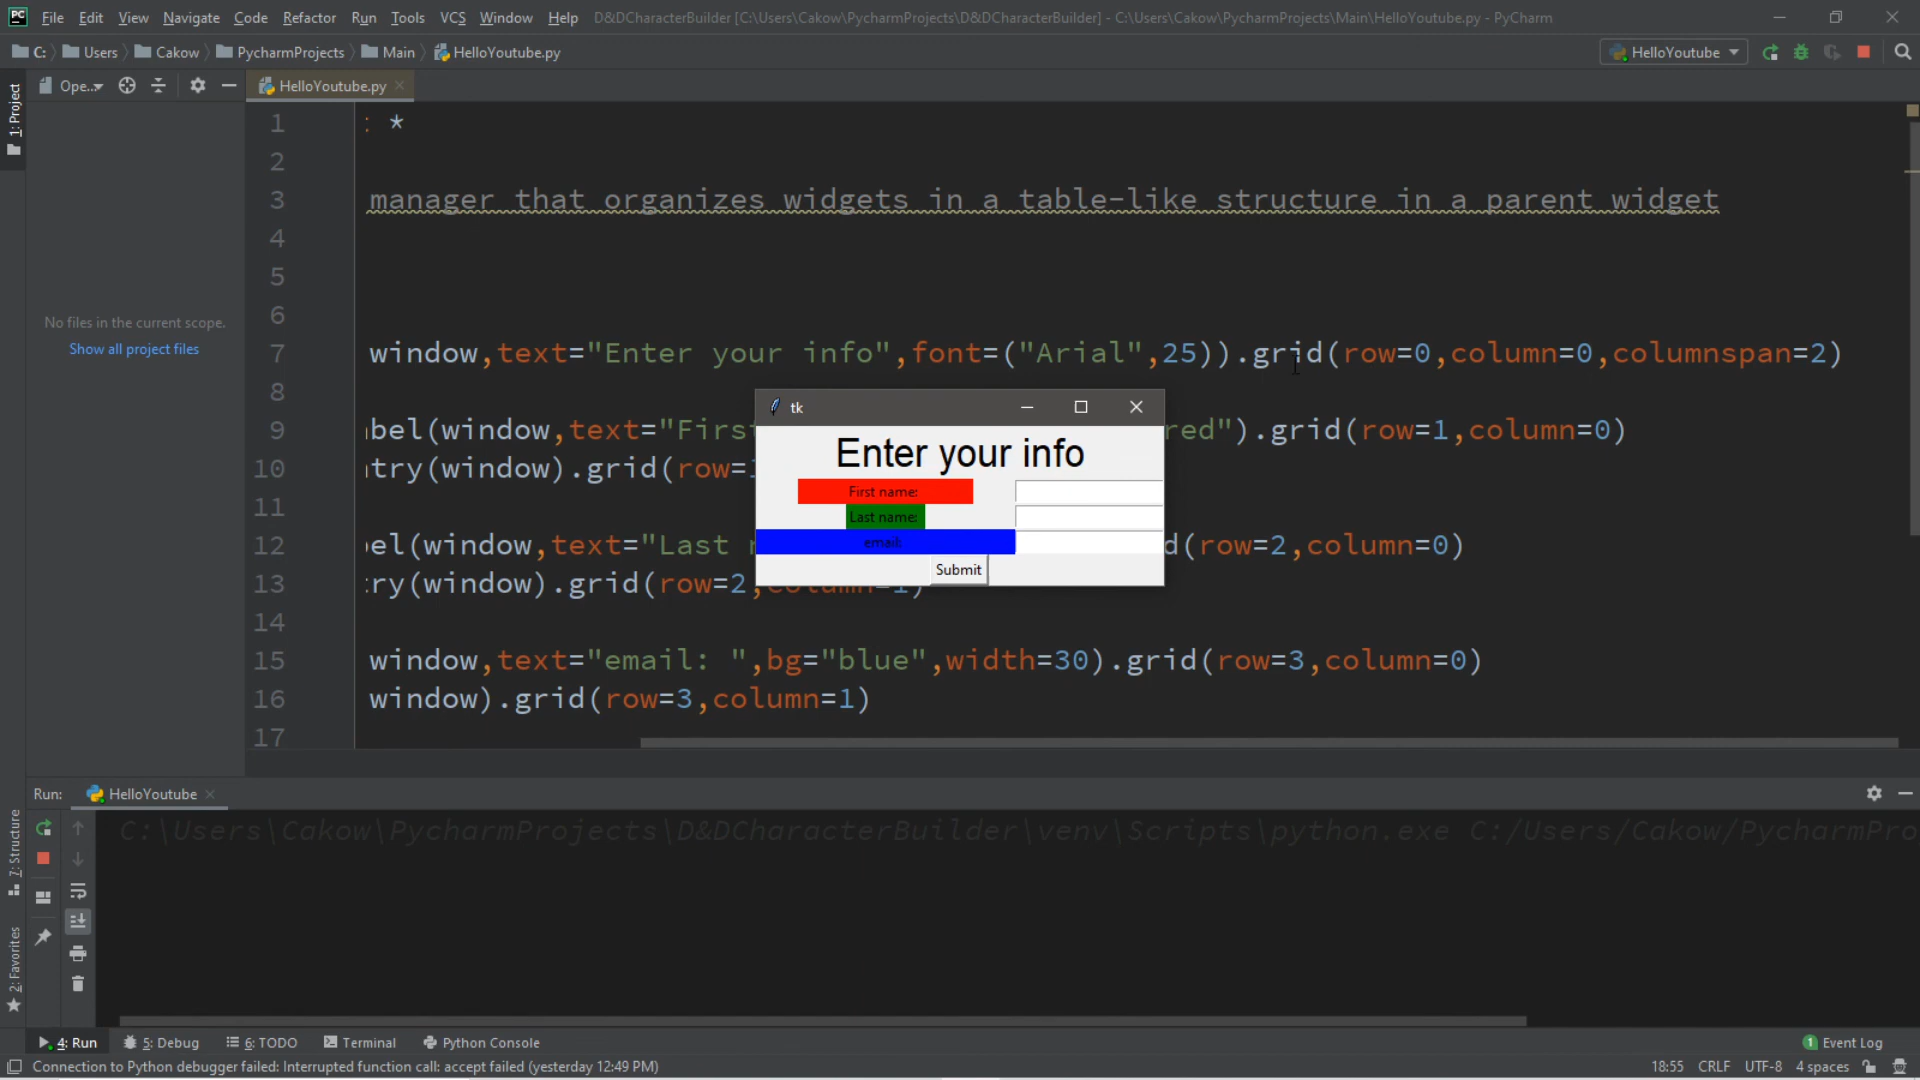 PC File Edit View Navigate Code Refactor Run Tools VCS Window Help D&DCharacterBuilder [C:\Users\Cakow\PycharmProjects\D&DCharacterBuilder] - C:\Users\Cakow\PycharmProjects\Main\HelloYoutube.py - PyCharm
C: Users Cakow PycharmProjects Main HelloYoutube.py HelloYoutube
Ope... HelloYoutube.py
1: Project
No files in the current scope.
Show all project files
1 : *
2
3 manager that organizes widgets in a table-like structure in a parent widget
4
5
6
7 window,text="Enter your info",font=("Arial",25)).grid(row=0,column=0,columnspan=2)
8
9 bel(window,text="First red").grid(row=1,column=0)
10 try(window).grid(row=1
11
12 el(window,text="Last d(row=2,column=0)
13 ry(window).grid(row=2,column=1)
14
15 window,text="email: ",bg="blue",width=30).grid(row=3,column=0)
16 window).grid(row=3,column=1)
17
tk
Enter your info
First name:
Last name:
email:
Submit
Run: HelloYoutube
C:\Users\Cakow\PycharmProjects\D&DCharacterBuilder\venv\Scripts\python.exe C:/Users/Cakow/PycharmPro
7: Structure
2: Favorites
4: Run 5: Debug 6: TODO Terminal Python Console 1 Event Log
Connection to Python debugger failed: Interrupted function call: accept failed (yesterday 12:49 PM) 18:55 CRLF UTF-8 4 spaces